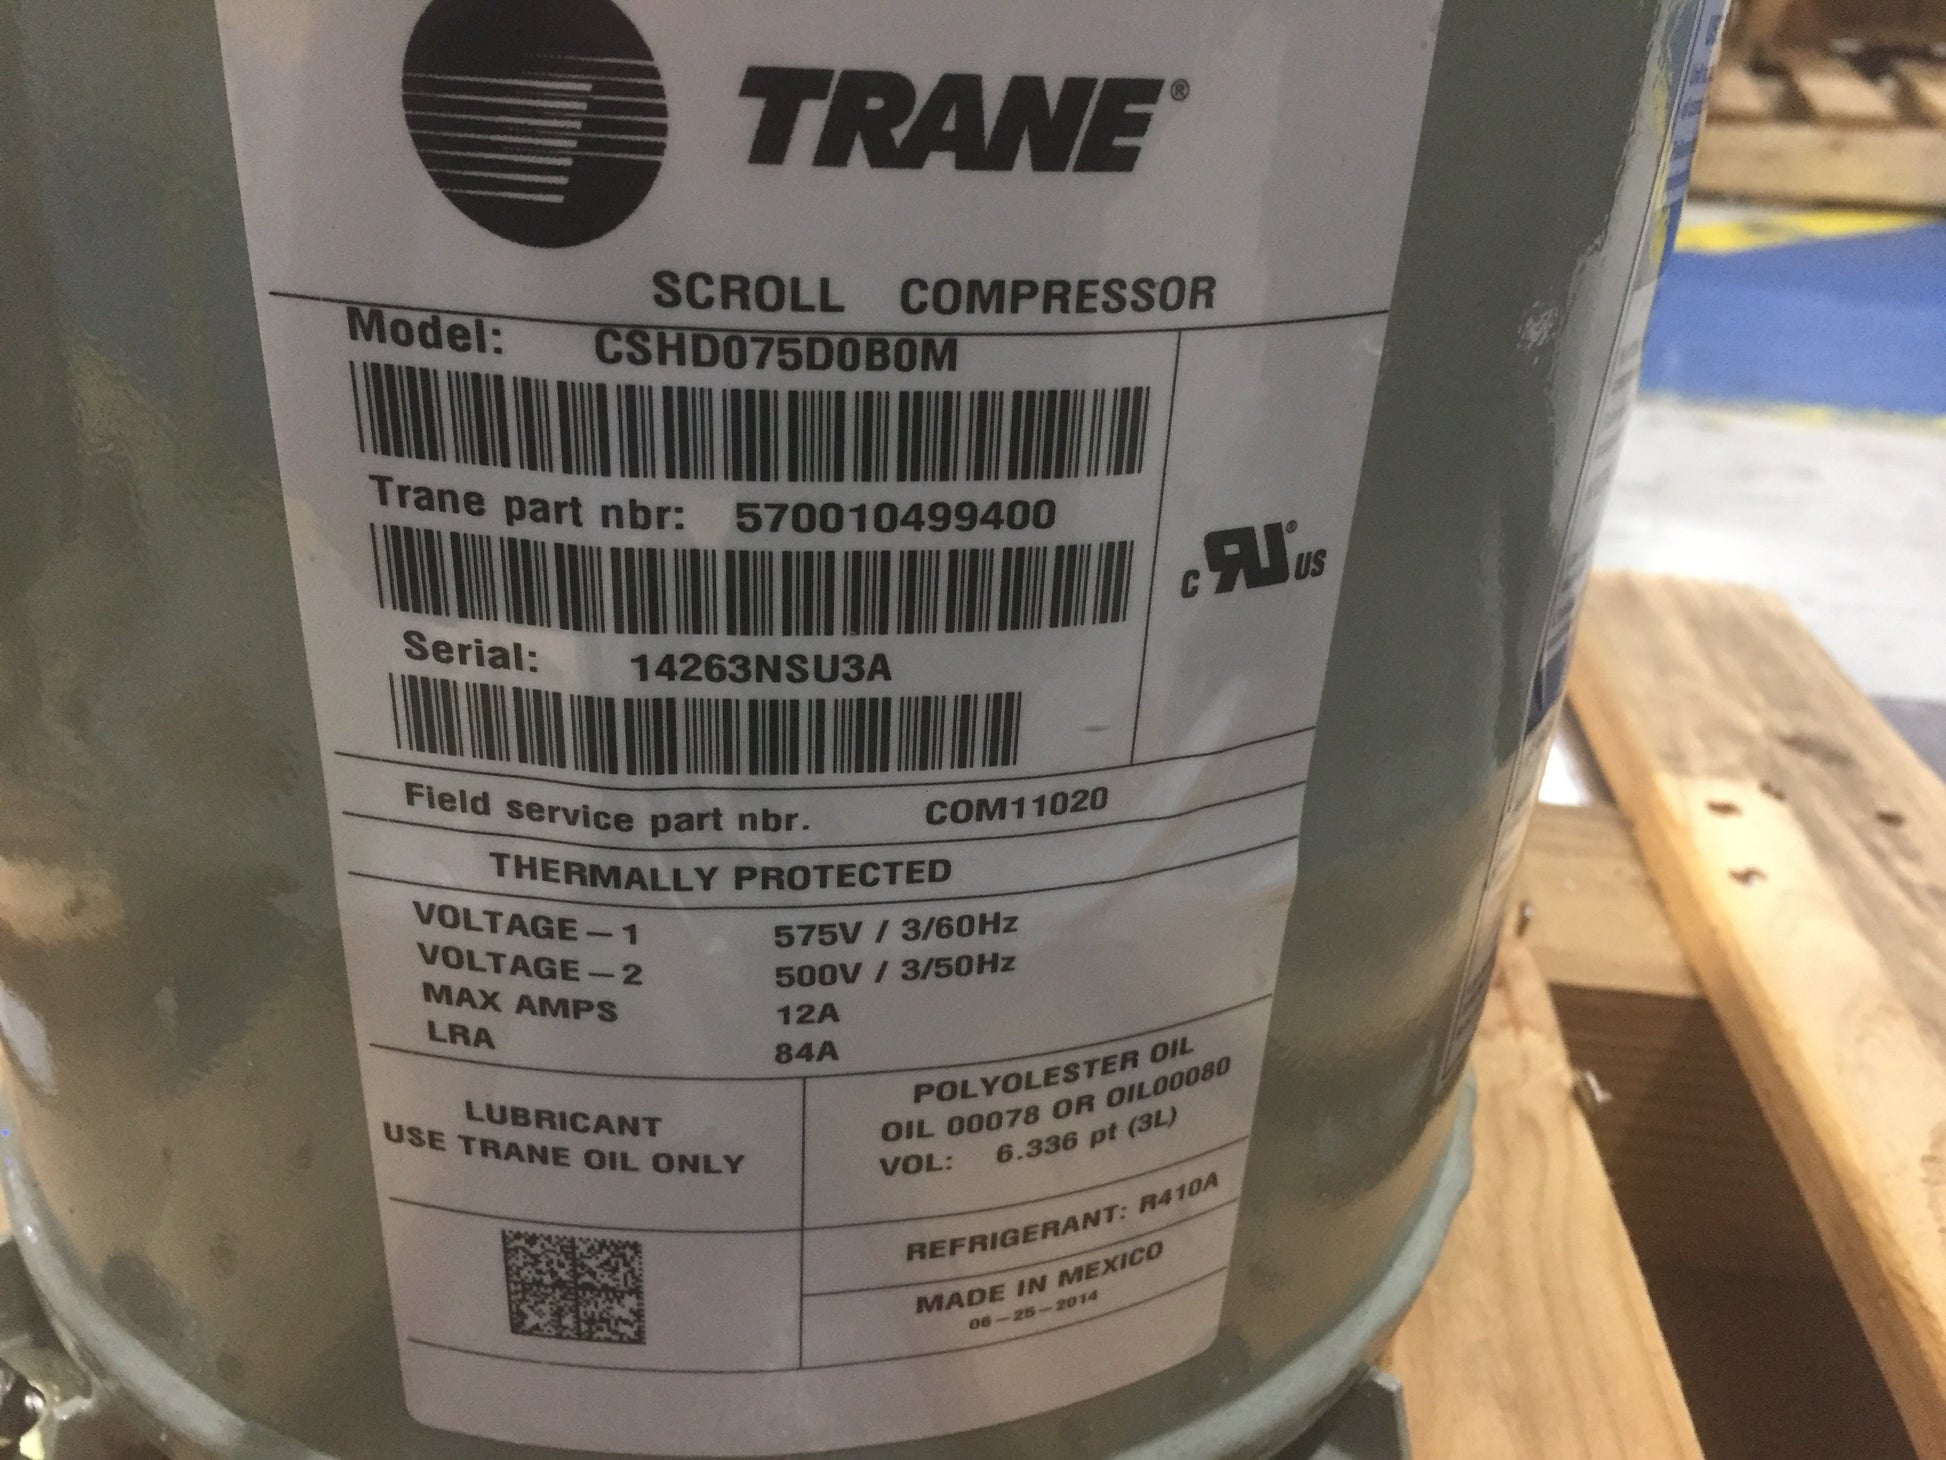 TRANE®
SCROLL COMPRESSOR
Model: CSHD075D0B0M
Trane part nbr: 570010499400
Serial: 14263NSU3A
C RU® US
Field service part nbr. COM11020
THERMALLY PROTECTED
VOLTAGE–1 575V / 3/60Hz
VOLTAGE–2 500V / 3/50Hz
MAX AMPS 12A
LRA 84A
LUBRICANT
USE TRANE OIL ONLY
POLYOLESTER OIL
OIL 00078 OR OIL00080
VOL: 6.336 pt (3L)
REFRIGERANT: R410A
MADE IN MEXICO
06–25–2014